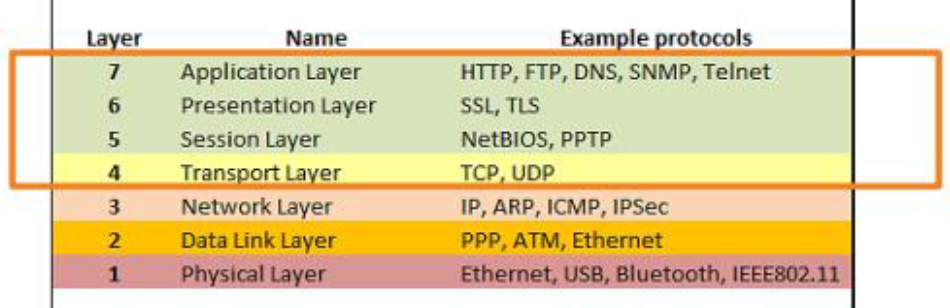 Layer Name Example protocols
7 Application Layer HTTP, FTP, DNS, SNMP, Telnet
6 Presentation Layer SSL, TLS
5 Session Layer NetBIOS, PPTP
4 Transport Layer TCP, UDP
3 Network Layer IP, ARP, ICMP, IPSec
2 Data Link Layer PPP, ATM, Ethernet
1 Physical Layer Ethernet, USB, Bluetooth, IEEE802.11